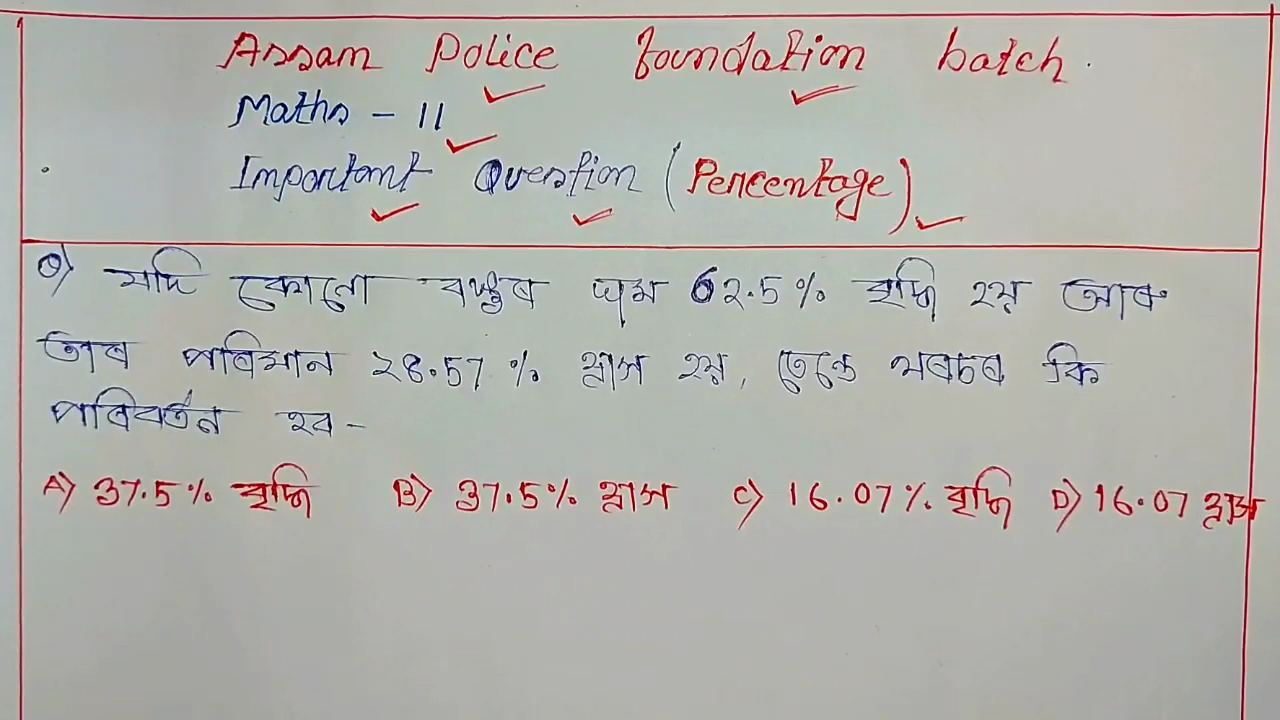 Assam Police foundation batch.
Maths - 11
Important Question (Percentage)
Q) যদি কোনো বস্তুৰ দাম 62.5% বৃদ্ধি হয় আৰু
তাৰ পৰিমান 28.57% হ্রাস হয়, তেন্তে খৰচৰ কি
পৰিবৰ্তন হব-
A) 37.5% বৃদ্ধি B) 37.5% হ্রাস C) 16.07% বৃদ্ধি D) 16.07 হ্রাস